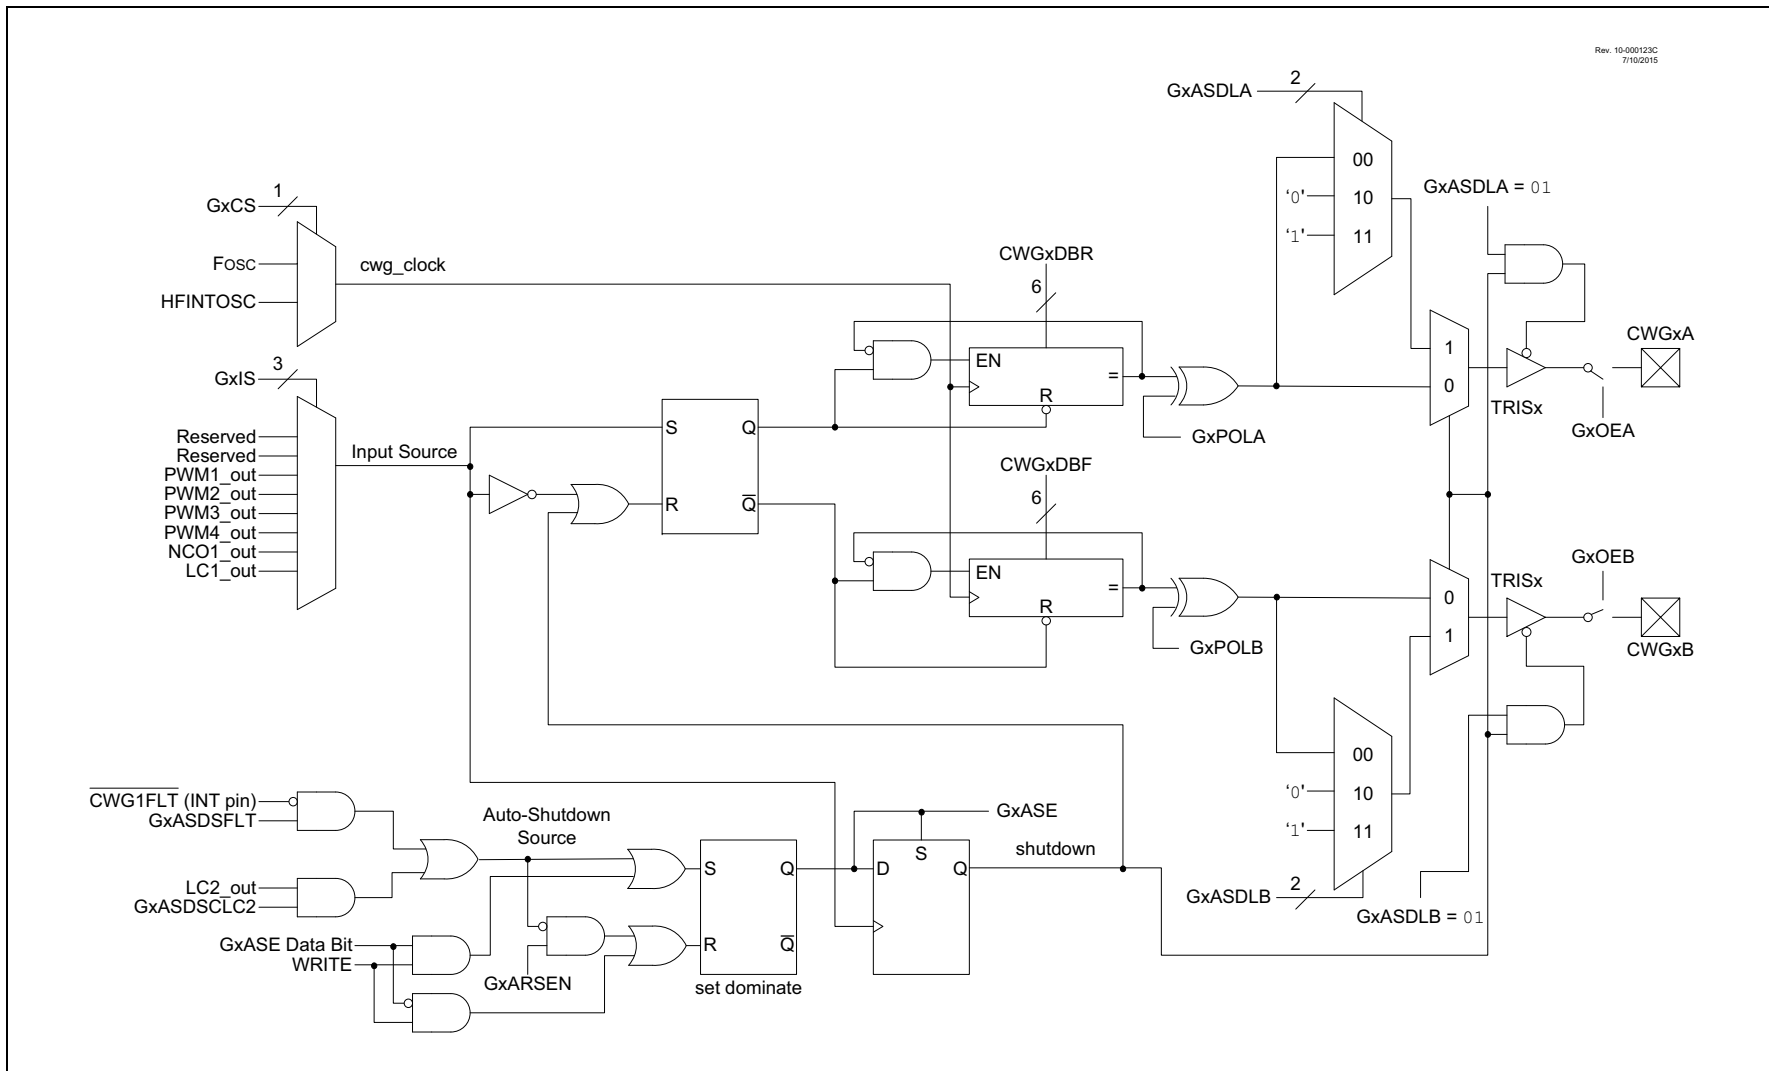 Rev. 10-000123C
7/10/2015
GxASDLA
2
00
‘0’
10
‘1’
11
GxASDLA = 01
GxCS
1
FOSC
HFINTOSC
cwg_clock
CWGxDBR
6
EN
=
R
GxPOLA
1
0
TRISx
CWGxA
GxOEA
GxIS
3
Reserved
Reserved
PWM1_out
PWM2_out
PWM3_out
PWM4_out
NCO1_out
LC1_out
Input Source
S
Q
R
Q
CWGxDBF
6
EN
=
R
GxPOLB
0
1
TRISx
GxOEB
CWGxB
00
‘0’
10
‘1’
11
GxASDLB
2
GxASDLB = 01
CWG1FLT (INT pin)
GxASDSFLT
LC2_out
GxASDSCLC2
Auto-Shutdown
Source
GxASE Data Bit
WRITE
GxARSEN
S
Q
R
Q
set dominate
GxASE
S
D
Q
shutdown